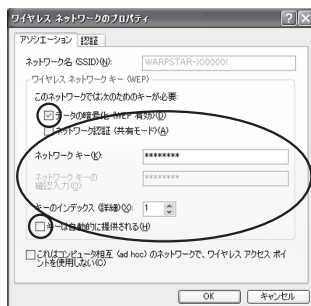 ワイヤレス ネットワークのプロパティ
アソシエーション 認証
ネットワーク名 (SSID)(N): WARPSTAR-XXXXXX
ワイヤレス ネットワーク キー (WEP)
このネットワークでは次のためのキーが必要:
データの暗号化 (WEP 有効)(D)
ネットワーク認証 (共有モード)(A)
ネットワーク キー(K): ********
ネットワーク キーの
確認入力(O): ********
キーのインデックス (詳細)(X): 1
キーは自動的に提供される(H)
これはコンピュータ相互 (ad hoc) のネットワークで、ワイヤレス アクセス ポイ
ントを使用しない(C)
OK キャンセル